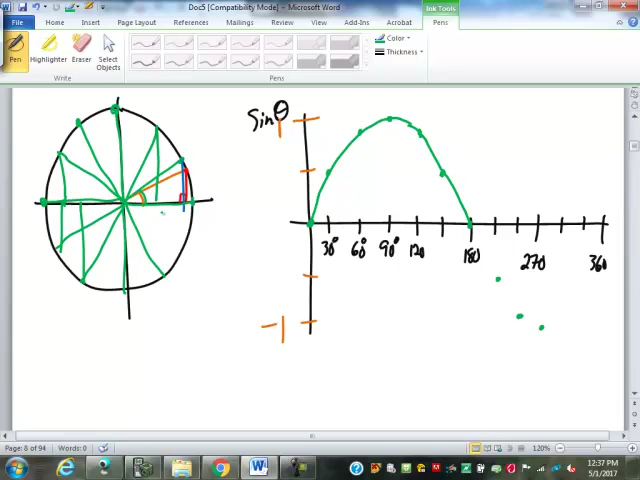 Doc5 [Compatibility Mode] - Microsoft Word
Ink Tools
File
Home
Insert
Page Layout
References
Mailings
Review
View
Add-Ins
Acrobat
Pens
Pen
Highlighter
Eraser
Select Objects
Color
Thickness
Write
Pens
sinθ
1
-1
30° 60° 90° 120 180 270 360
Page: 8 of 94
Words: 0
120%
12:37 PM
5/1/2017